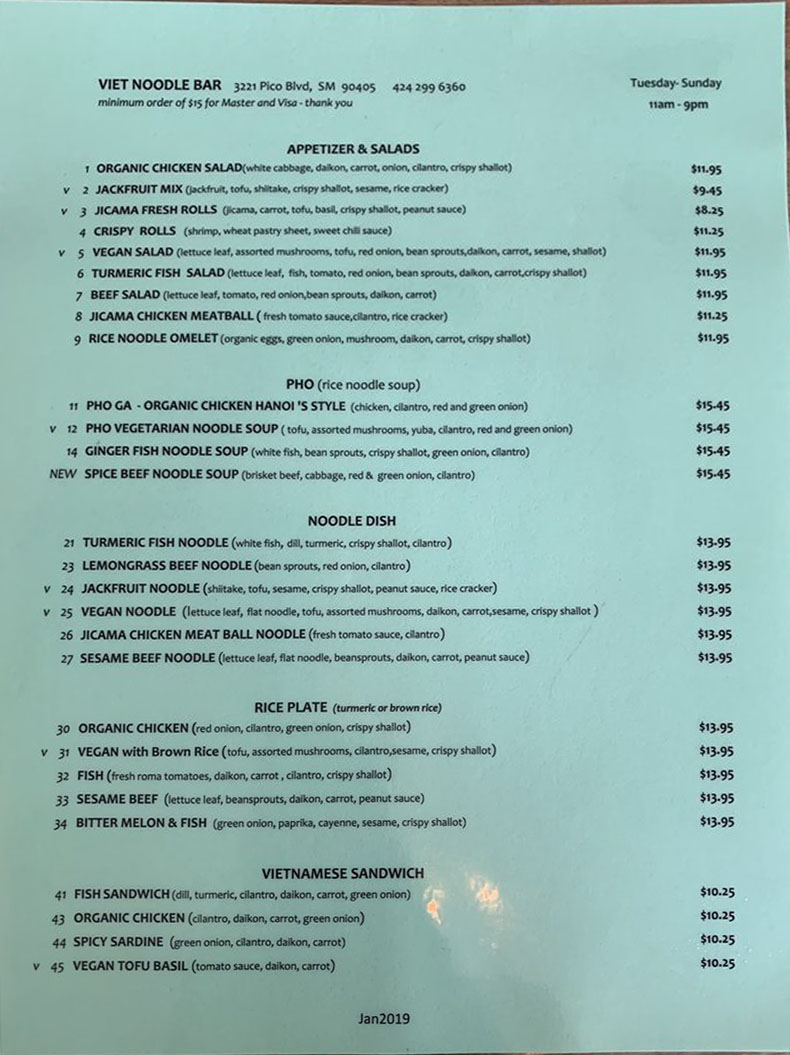 VIET NOODLE BAR 3221 Pico Blvd, SM 90405 424 299 6360 Tuesday- Sunday
minimum order of $15 for Master and Visa - thank you 11am - 9pm
APPETIZER & SALADS
1 ORGANIC CHICKEN SALAD(white cabbage, daikon, carrot, onion, cilantro, crispy shallot) $11.95
v 2 JACKFRUIT MIX (jackfruit, tofu, shiitake, crispy shallot, sesame, rice cracker) $9.45
v 3 JICAMA FRESH ROLLS (jicama, carrot, tofu, basil, crispy shallot, peanut sauce) $8.25
4 CRISPY ROLLS (shrimp, wheat pastry sheet, sweet chili sauce) $11.25
v 5 VEGAN SALAD (lettuce leaf, assorted mushrooms, tofu, red onion, bean sprouts,daikon, carrot, sesame, shallot) $11.95
6 TURMERIC FISH SALAD (lettuce leaf, fish, tomato, red onion, bean sprouts, daikon, carrot,crispy shallot) $11.95
7 BEEF SALAD (lettuce leaf, tomato, red onion,bean sprouts, daikon, carrot) $11.95
8 JICAMA CHICKEN MEATBALL ( fresh tomato sauce,cilantro, rice cracker) $11.25
9 RICE NOODLE OMELET (organic eggs, green onion, mushroom, daikon, carrot, crispy shallot) $11.95
PHO (rice noodle soup)
11 PHO GA - ORGANIC CHICKEN HANOI 'S STYLE (chicken, cilantro, red and green onion) $15.45
v 12 PHO VEGETARIAN NOODLE SOUP ( tofu, assorted mushrooms, yuba, cilantro, red and green onion) $15.45
14 GINGER FISH NOODLE SOUP (white fish, bean sprouts, crispy shallot, green onion, cilantro) $15.45
NEW SPICE BEEF NOODLE SOUP (brisket beef, cabbage, red & green onion, cilantro) $15.45
NOODLE DISH
21 TURMERIC FISH NOODLE (white fish, dill, turmeric, crispy shallot, cilantro) $13.95
23 LEMONGRASS BEEF NOODLE (bean sprouts, red onion, cilantro) $13.95
v 24 JACKFRUIT NOODLE (shiitake, tofu, sesame, crispy shallot, peanut sauce, rice cracker) $13.95
v 25 VEGAN NOODLE (lettuce leaf, flat noodle, tofu, assorted mushrooms, daikon, carrot,sesame, crispy shallot ) $13.95
26 JICAMA CHICKEN MEAT BALL NOODLE (fresh tomato sauce, cilantro) $13.95
27 SESAME BEEF NOODLE (lettuce leaf, flat noodle, beansprouts, daikon, carrot, peanut sauce) $13.95
RICE PLATE (turmeric or brown rice)
30 ORGANIC CHICKEN (red onion, cilantro, green onion, crispy shallot) $13.95
v 31 VEGAN with Brown Rice ( tofu, assorted mushrooms, cilantro,sesame, crispy shallot) $13.95
32 FISH (fresh roma tomatoes, daikon, carrot , cilantro, crispy shallot) $13.95
33 SESAME BEEF (lettuce leaf, beansprouts, daikon, carrot, peanut sauce) $13.95
34 BITTER MELON & FISH (green onion, paprika, cayenne, sesame, crispy shallot) $13.95
VIETNAMESE SANDWICH
41 FISH SANDWICH (dill, turmeric, cilantro, daikon, carrot, green onion) $10.25
43 ORGANIC CHICKEN (cilantro, daikon, carrot, green onion) $10.25
44 SPICY SARDINE (green onion, cilantro, daikon, carrot) $10.25
v 45 VEGAN TOFU BASIL (tomato sauce, daikon, carrot) $10.25
Jan2019